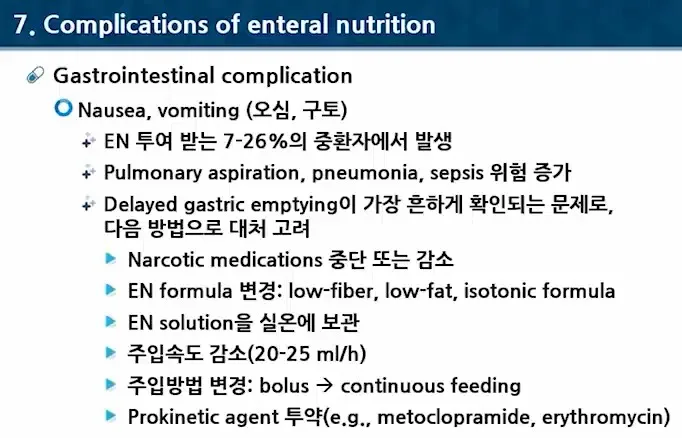 7. Complications of enteral nutrition
Gastrointestinal complication
Nausea, vomiting (오심, 구토)
EN 투여 받는 7-26%의 중환자에서 발생
Pulmonary aspiration, pneumonia, sepsis 위험 증가
Delayed gastric emptying이 가장 흔하게 확인되는 문제로,
다음 방법으로 대처 고려
Narcotic medications 중단 또는 감소
EN formula 변경: low-fiber, low-fat, isotonic formula
EN solution을 실온에 보관
주입속도 감소(20-25 ml/h)
주입방법 변경: bolus → continuous feeding
Prokinetic agent 투약(e.g., metoclopramide, erythromycin)